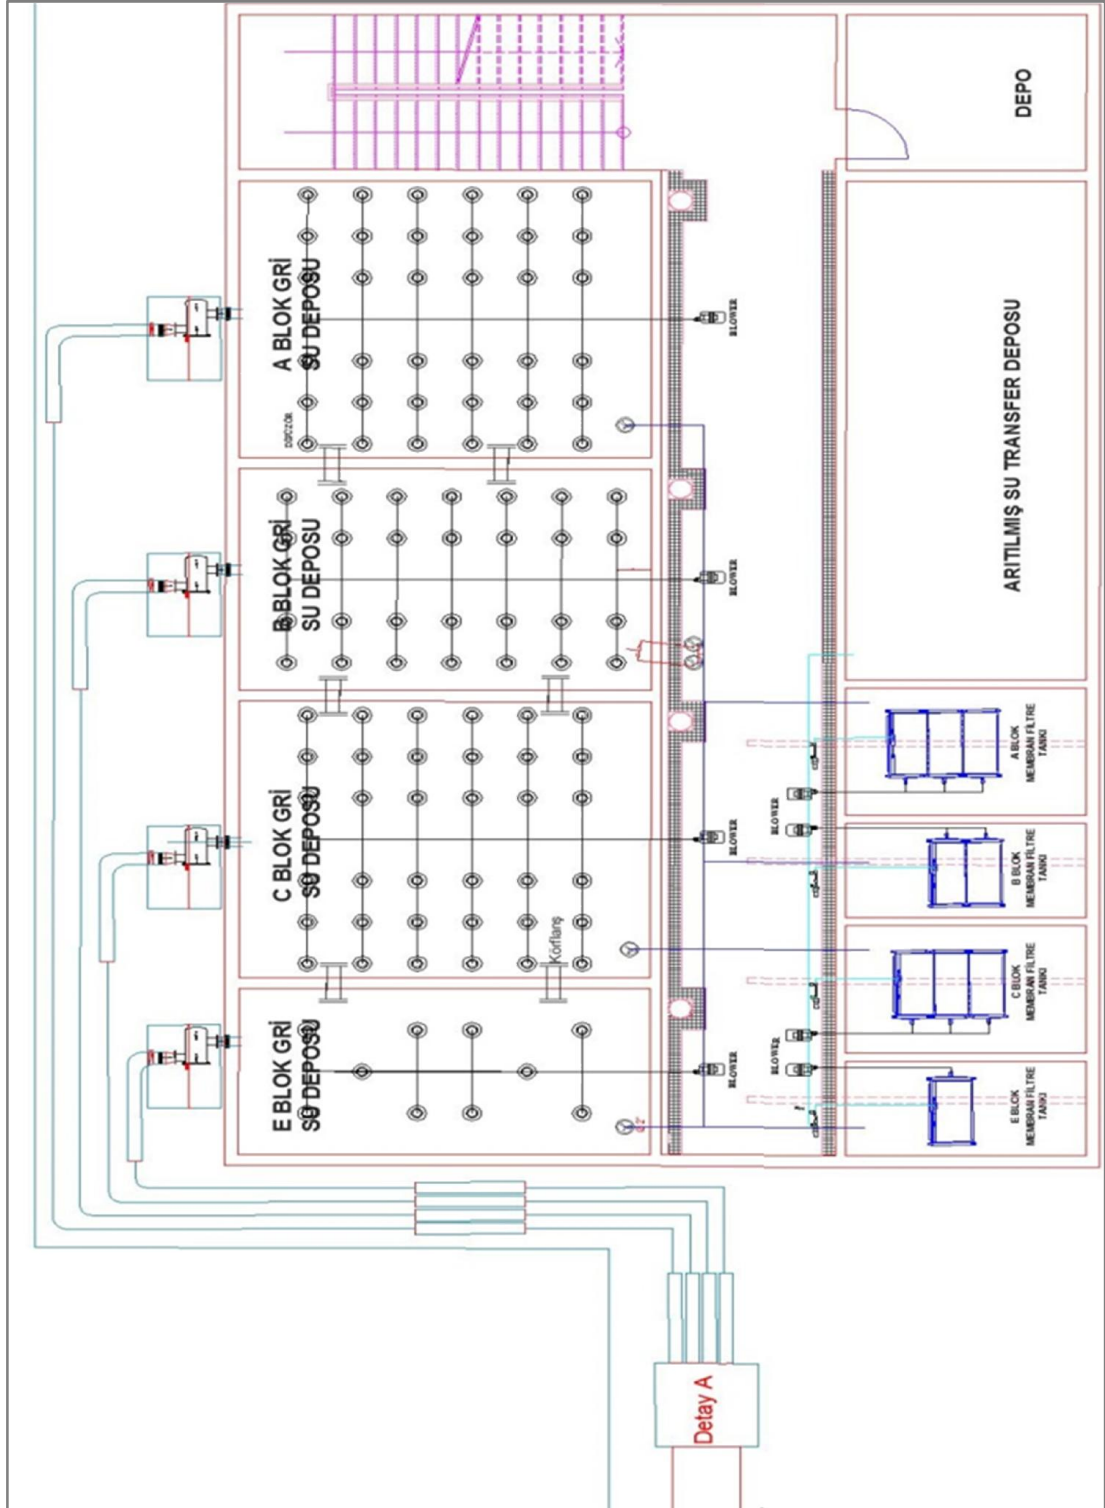 DEPO
A BLOK GRİ
SU DEPOSU
DİFÜZÖR
BLOWER
ARITILMIŞ SU TRANSFER DEPOSU
B BLOK GRİ
SU DEPOSU
BLOWER
A BLOK
MEMBRAN FİLTRE
TANKI
BLOWER
C BLOK GRİ
SU DEPOSU
Körflanş
BLOWER
B BLOK
MEMBRAN FİLTRE
TANKI
C BLOK
MEMBRAN FİLTRE
TANKI
BLOWER
E BLOK GRİ
SU DEPOSU
BLOWER
E BLOK
MEMBRAN FİLTRE
TANKI
Detay A